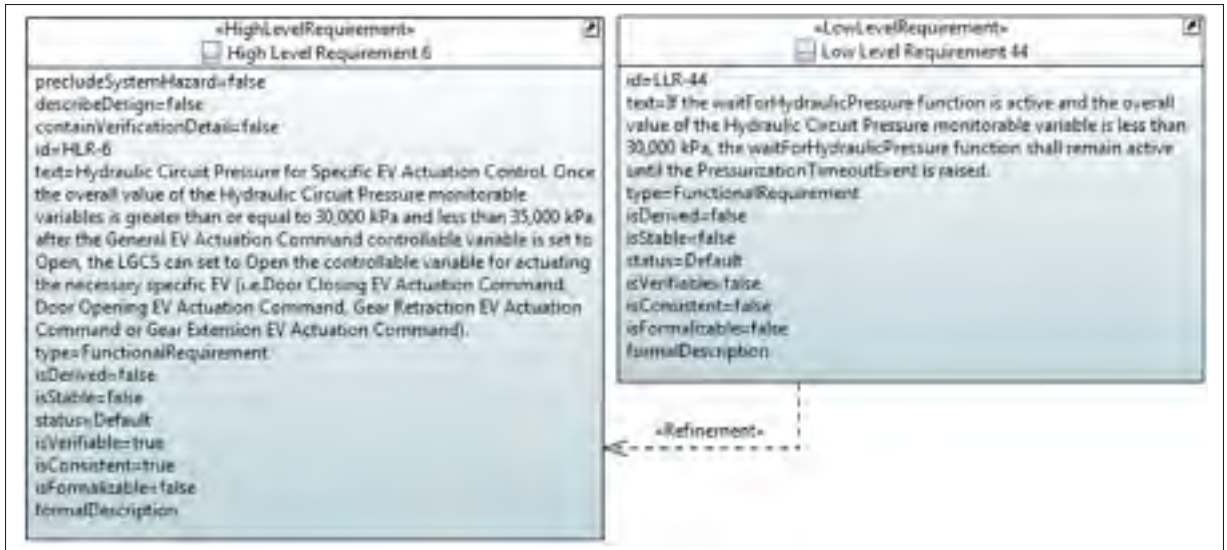 «HighLevelRequirement»
High Level Requirement 6
precludeSystemHazard=false
describeDesign=false
containVerificationDetail=false
id=HLR-6
text=Hydraulic Circuit Pressure for Specific EV Actuation Control. Once
the overall value of the Hydraulic Circuit Pressure monitorable
variables is greater than or equal to 30,000 kPa and less than 35,000 kPa
after the General EV Actuation Command controllable variable is set to
Open, the LGCS can set to Open the controllable variable for actuating
the necessary specific EV (i.e.Door Closing EV Actuation Command,
Door Opening EV Actuation Command, Gear Retraction EV Actuation
Command or Gear Extension EV Actuation Command).
type=FunctionalRequirement
isDerived=false
isStable=false
status=Default
isVerifiable=true
isConsistent=true
isFormalizable=false
formalDescription
«LowLevelRequirement»
Low Level Requirement 44
id=LLR-44
text=If the waitForHydraulicPressure function is active and the overall
value of the Hydraulic Circuit Pressure monitorable variable is less than
30,000 kPa, the waitForHydraulicPressure function shall remain active
until the PressurizationTimeoutEvent is raised.
type=FunctionalRequirement
isDerived=false
isStable=false
status=Default
isVerifiable=false
isConsistent=false
isFormalizable=false
formalDescription
«Refinement»